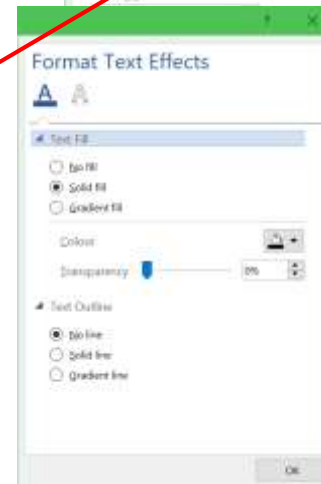 ? X
Format Text Effects
A A
Text Fill
No fill
Solid fill
Gradient fill
Colour
Transparency 0%
Text Outline
No line
Solid line
Gradient line
OK